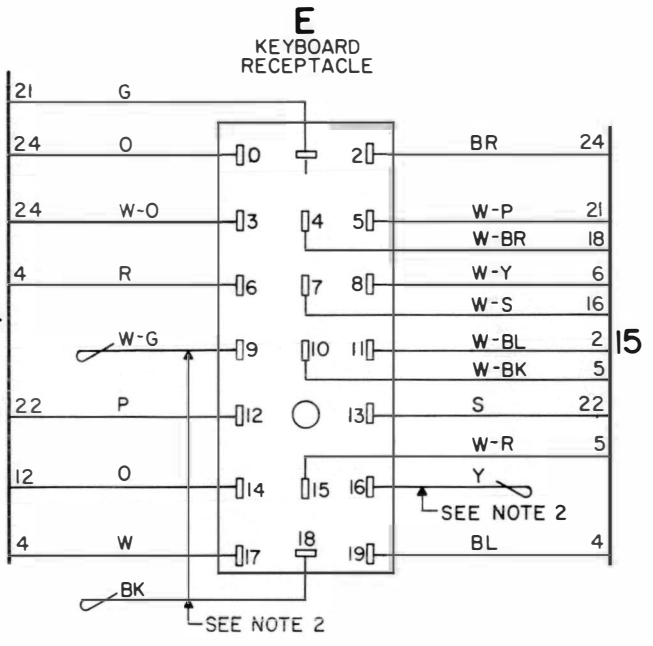 E
KEYBOARD
RECEPTACLE
21 G
24 O 0 2 BR 24
24 W-O 3 4 5 W-P 21
W-BR 18
4 R 6 7 8 W-Y 6
W-S 16
W-G 9 10 11 W-BL 2 15
W-BK 5
22 P 12 13 S 22
W-R 5
12 O 14 15 16 Y
SEE NOTE 2
4 W 17 18 19 BL 4
BK
SEE NOTE 2